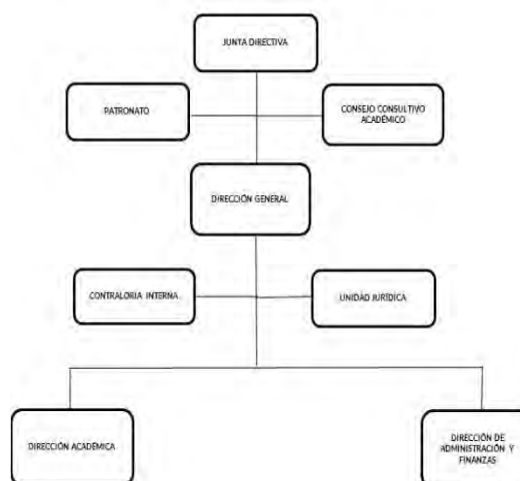 JUNTA DIRECTIVA
PATRONATO
CONSEJO CONSULTIVO
ACADÉMICO
DIRECCIÓN GENERAL
CONTRALORIA INTERNA
UNIDAD JURÍDICA
DIRECCIÓN ACADÉMICA
DIRECCIÓN DE
ADMINISTRACIÓN Y
FINANZAS